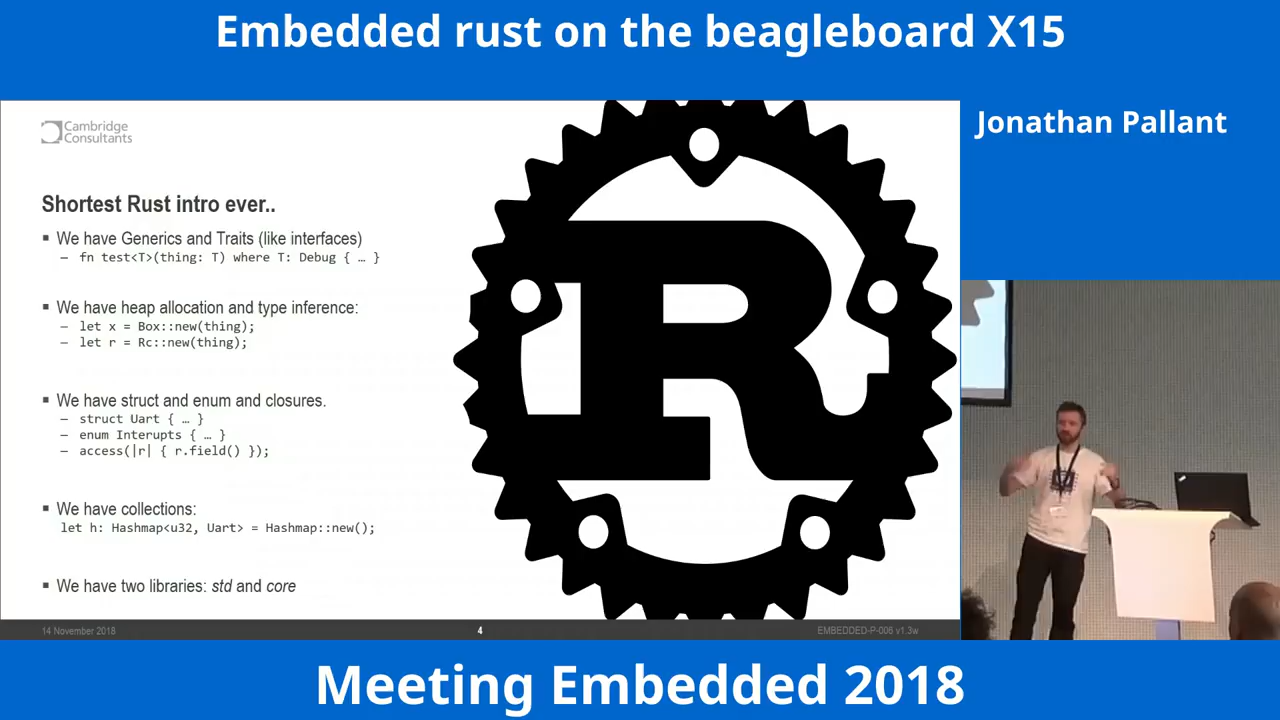 Embedded rust on the beagleboard X15
Jonathan Pallant
Cambridge
Consultants
Shortest Rust intro ever..
▪ We have Generics and Traits (like interfaces)
– fn test<T>(thing: T) where T: Debug { … }
▪ We have heap allocation and type inference:
– let x = Box::new(thing);
– let r = Rc::new(thing);
▪ We have struct and enum and closures.
– struct Uart { … }
– enum Interupts { … }
– access(|r| { r.field() });
▪ We have collections:
let h: Hashmap<u32, Uart> = Hashmap::new();
▪ We have two libraries: std and core
R
14 November 2018
4
EMBEDDED-P-006 v1.3w
Meeting Embedded 2018